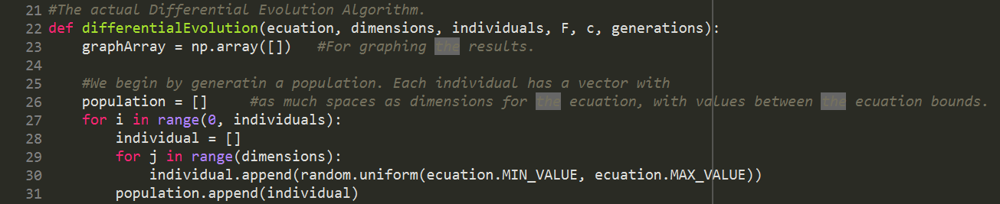 21 #The actual Differential Evolution Algorithm.
22 def differentialEvolution(ecuation, dimensions, individuals, F, c, generations):
23     graphArray = np.array([])   #For graphing the results.
24
25     #We begin by generatin a population. Each individual has a vector with
26     population = []     #as much spaces as dimensions for the ecuation, with values between the ecuation bounds.
27     for i in range(0, individuals):
28         individual = []
29         for j in range(dimensions):
30             individual.append(random.uniform(ecuation.MIN_VALUE, ecuation.MAX_VALUE))
31         population.append(individual)